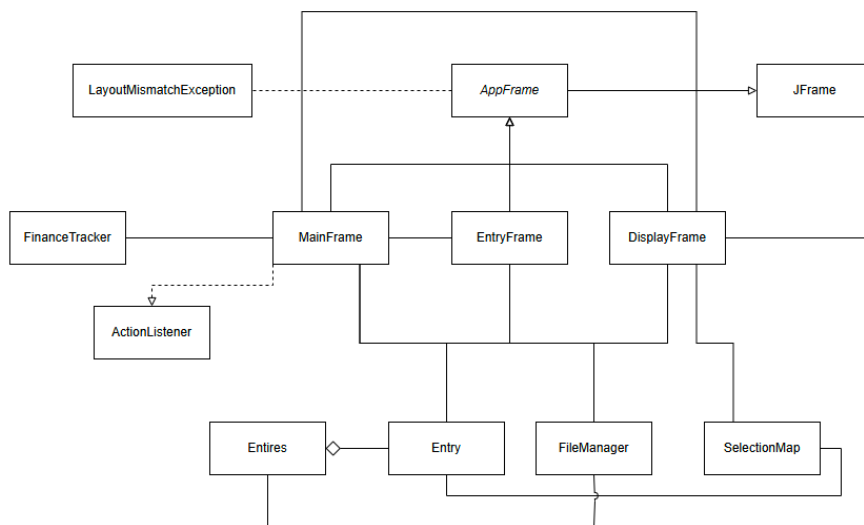 LayoutMismatchException
AppFrame
JFrame
FinanceTracker
MainFrame
EntryFrame
DisplayFrame
ActionListener
Entires
Entry
FileManager
SelectionMap